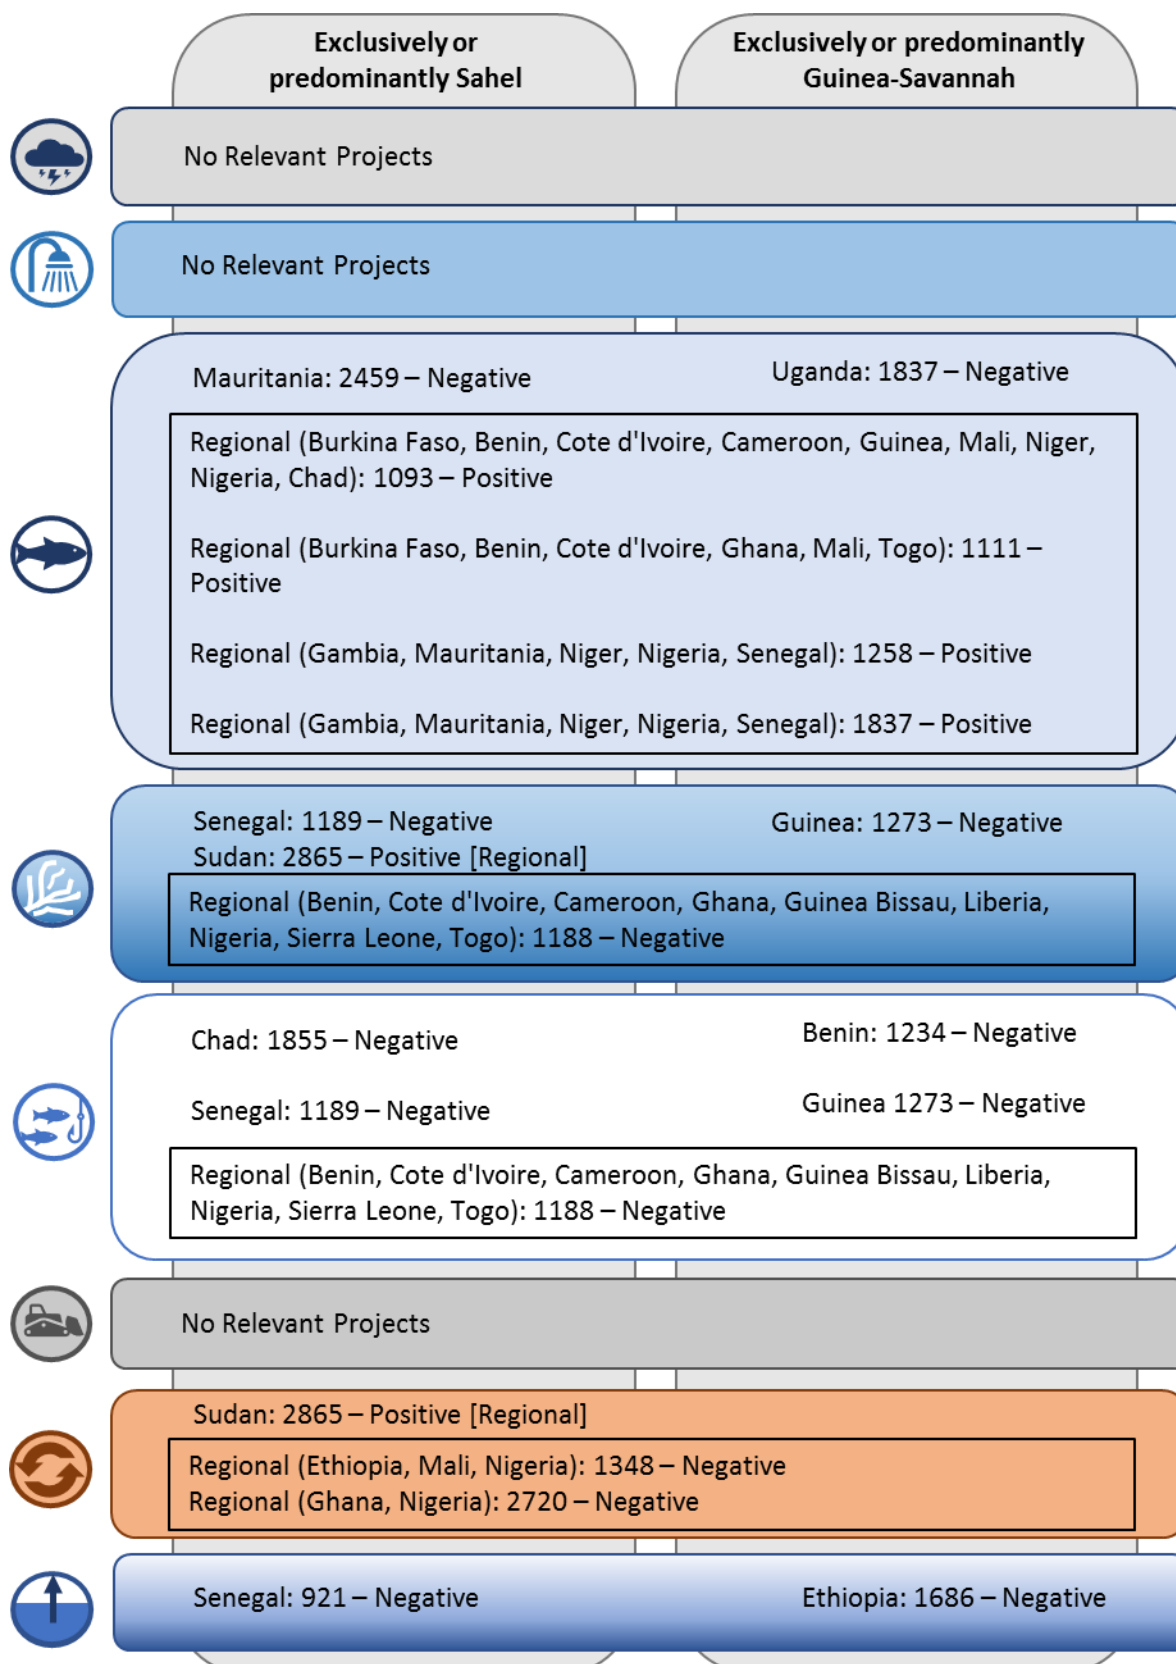 Exclusively or
predominantly Sahel
Exclusively or predominantly
Guinea-Savannah
No Relevant Projects
No Relevant Projects
Mauritania: 2459 – Negative
Uganda: 1837 – Negative
Regional (Burkina Faso, Benin, Cote d'Ivoire, Cameroon, Guinea, Mali, Niger,
Nigeria, Chad): 1093 – Positive
Regional (Burkina Faso, Benin, Cote d'Ivoire, Ghana, Mali, Togo): 1111 –
Positive
Regional (Gambia, Mauritania, Niger, Nigeria, Senegal): 1258 – Positive
Regional (Gambia, Mauritania, Niger, Nigeria, Senegal): 1837 – Positive
Senegal: 1189 – Negative
Guinea: 1273 – Negative
Sudan: 2865 – Positive [Regional]
Regional (Benin, Cote d'Ivoire, Cameroon, Ghana, Guinea Bissau, Liberia,
Nigeria, Sierra Leone, Togo): 1188 – Negative
Chad: 1855 – Negative
Benin: 1234 – Negative
Senegal: 1189 – Negative
Guinea 1273 – Negative
Regional (Benin, Cote d'Ivoire, Cameroon, Ghana, Guinea Bissau, Liberia,
Nigeria, Sierra Leone, Togo): 1188 – Negative
No Relevant Projects
Sudan: 2865 – Positive [Regional]
Regional (Ethiopia, Mali, Nigeria): 1348 – Negative
Regional (Ghana, Nigeria): 2720 – Negative
Senegal: 921 – Negative
Ethiopia: 1686 – Negative